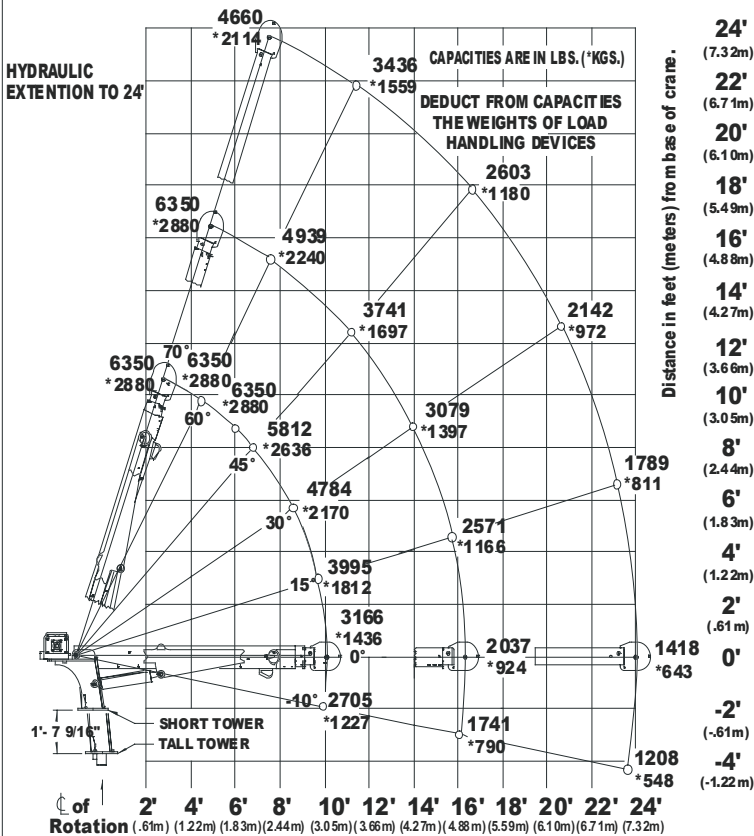 HYDRAULIC
EXTENTION TO 24'
CAPACITIES ARE IN LBS. (*KGS.)
DEDUCT FROM CAPACITIES
THE WEIGHTS OF LOAD
HANDLING DEVICES
4660
*2114
3436
*1559
2603
*1180
2142
*972
1789
*811
1418
*643
1208
*548
6350
*2880
4939
*2240
3741
*1697
3079
*1397
2571
*1166
2037
*924
1741
*790
6350
*2880
70°
6350
*2880
60°
6350
*2880
5812
*2636
45°
4784
*2170
30°
3995
*1812
15°
3166
*1436
0°
-10°
2705
*1227
SHORT TOWER
TALL TOWER
1'- 7 9/16"
Distance in feet (meters) from base of crane.
24'
(7.32m)
22'
(6.71m)
20'
(6.10m)
18'
(5.49m)
16'
(4.88m)
14'
(4.27m)
12'
(3.66m)
10'
(3.05m)
8'
(2.44m)
6'
(1.83m)
4'
(1.22m)
2'
(.61m)
0'
-2'
(-.61m)
-4'
(-1.22m)
℄ of
Rotation
2' 4' 6' 8' 10' 12' 14' 16' 18' 20' 22' 24'
(.61m) (1.22m) (1.83m) (2.44m) (3.05m) (3.66m) (4.27m) (4.88m) (5.59m) (6.10m) (6.71m) (7.32m)